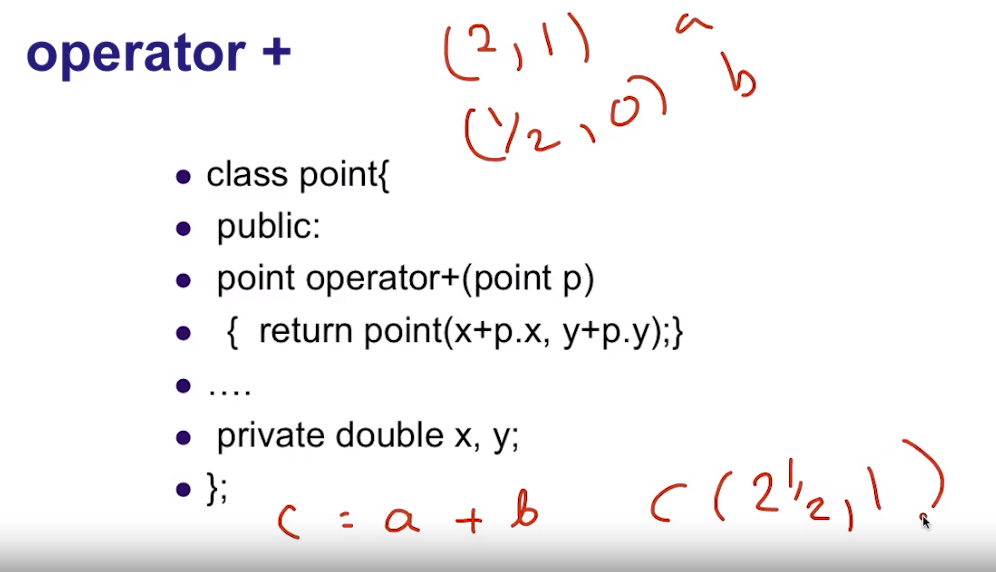 operator +
(2, 1) a
(1/2, 0) b
• class point{
• public:
• point operator+(point p)
• { return point(x+p.x, y+p.y);}
• ....
• private double x, y;
• };
c = a + b c (2 1/2, 1)